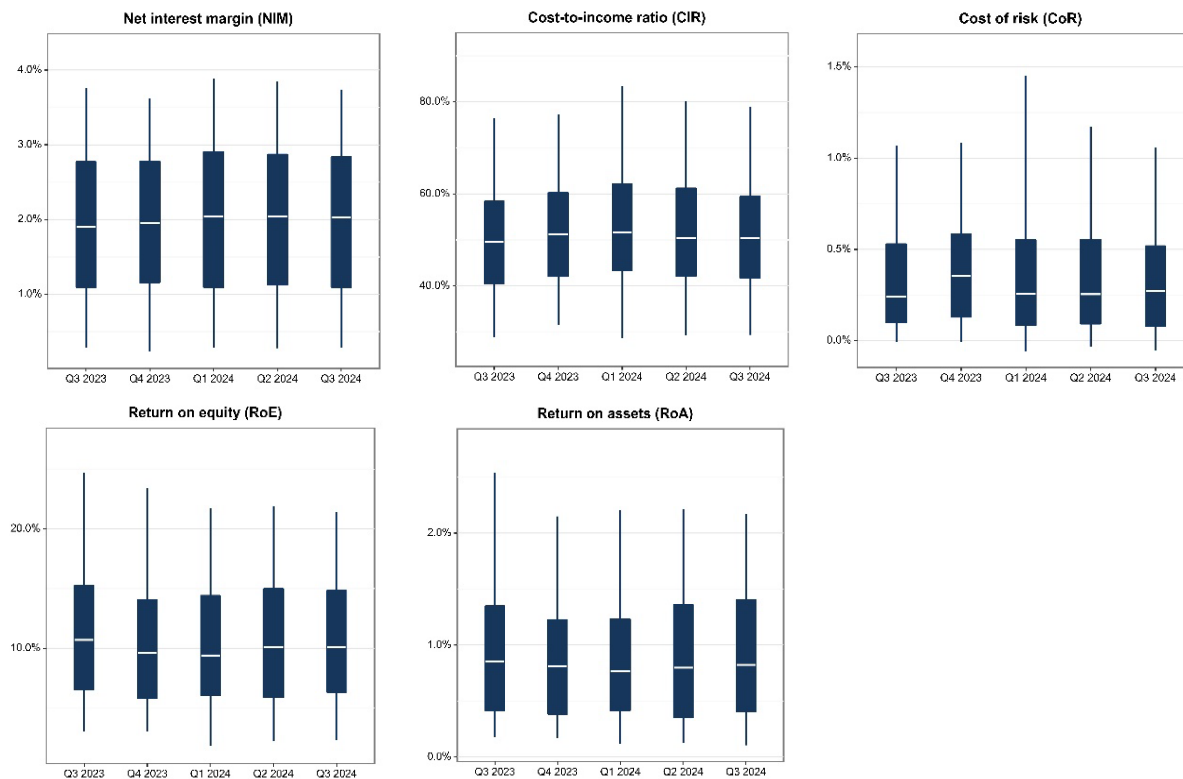 Net interest margin (NIM)
4.0%
3.0%
2.0%
1.0%
Q3 2023 Q4 2023 Q1 2024 Q2 2024 Q3 2024
Cost-to-income ratio (CIR)
80.0%
60.0%
40.0%
Q3 2023 Q4 2023 Q1 2024 Q2 2024 Q3 2024
Cost of risk (CoR)
1.5%
1.0%
0.5%
0.0%
Q3 2023 Q4 2023 Q1 2024 Q2 2024 Q3 2024
Return on equity (RoE)
20.0%
10.0%
Q3 2023 Q4 2023 Q1 2024 Q2 2024 Q3 2024
Return on assets (RoA)
2.0%
1.0%
0.0%
Q3 2023 Q4 2023 Q1 2024 Q2 2024 Q3 2024